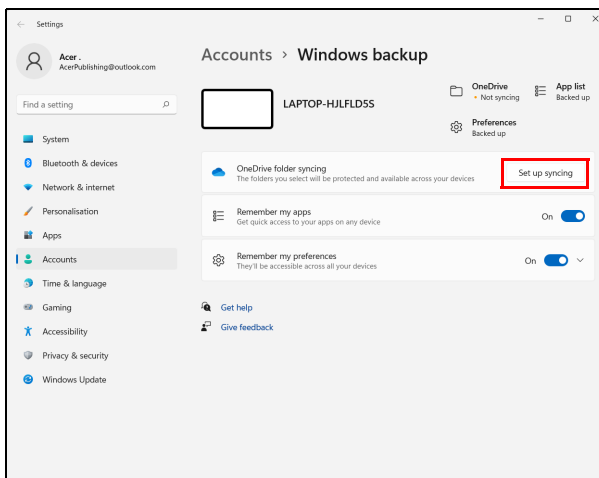 Settings
Acer .
AcerPublishing@outlook.com
Find a setting
System
Bluetooth & devices
Network & internet
Personalisation
Apps
Accounts
Time & language
Gaming
Accessibility
Privacy & security
Windows Update
Accounts > Windows backup
LAPTOP-HJLFLD5S
OneDrive
• Not syncing
App list
Backed up
Preferences
Backed up
OneDrive folder syncing
The folders you select will be protected and available across your devices
Set up syncing
Remember my apps
Get quick access to your apps on any device
On
Remember my preferences
They'll be accessible across all your devices
On
Get help
Give feedback